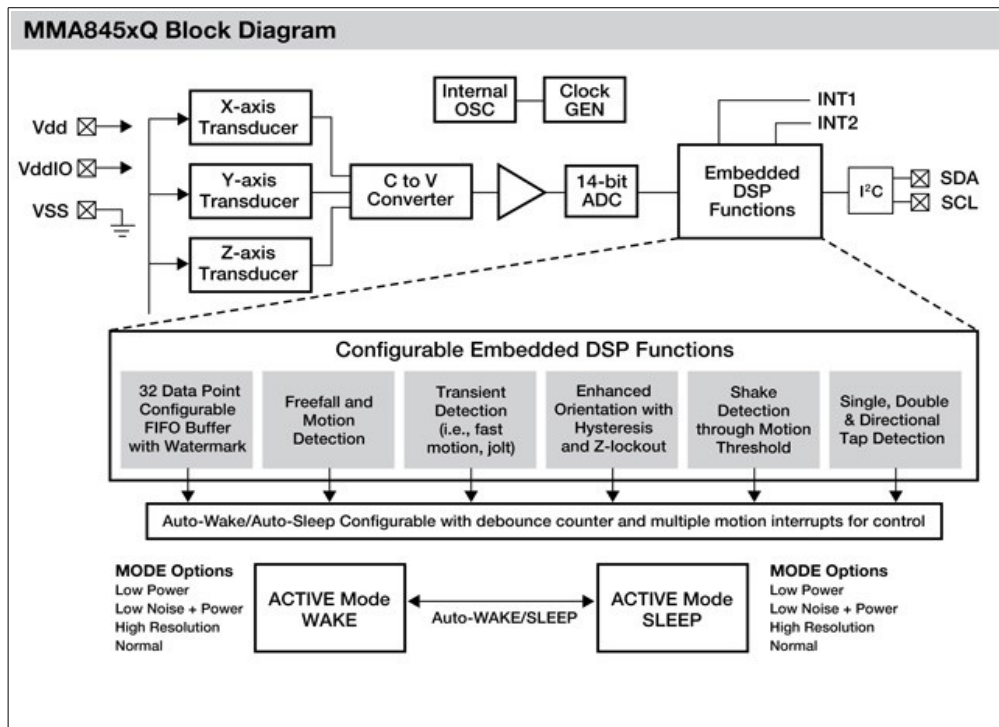 MMA845xQ Block Diagram
Internal
OSC
Clock
GEN
X-axis
Transducer
INT1
INT2
Vdd
VddIO
VSS
Y-axis
Transducer
C to V
Converter
14-bit
ADC
Embedded
DSP
Functions
I²C
SDA
SCL
Z-axis
Transducer
Configurable Embedded DSP Functions
32 Data Point
Configurable
FIFO Buffer
with Watermark
Freefall and
Motion
Detection
Transient
Detection
(i.e., fast
motion, jolt)
Enhanced
Orientation with
Hysteresis
and Z-lockout
Shake
Detection
through Motion
Threshold
Single, Double
& Directional
Tap Detection
Auto-Wake/Auto-Sleep Configurable with debounce counter and multiple motion interrupts for control
MODE Options
Low Power
Low Noise + Power
High Resolution
Normal
ACTIVE Mode
WAKE
Auto-WAKE/SLEEP
ACTIVE Mode
SLEEP
MODE Options
Low Power
Low Noise + Power
High Resolution
Normal